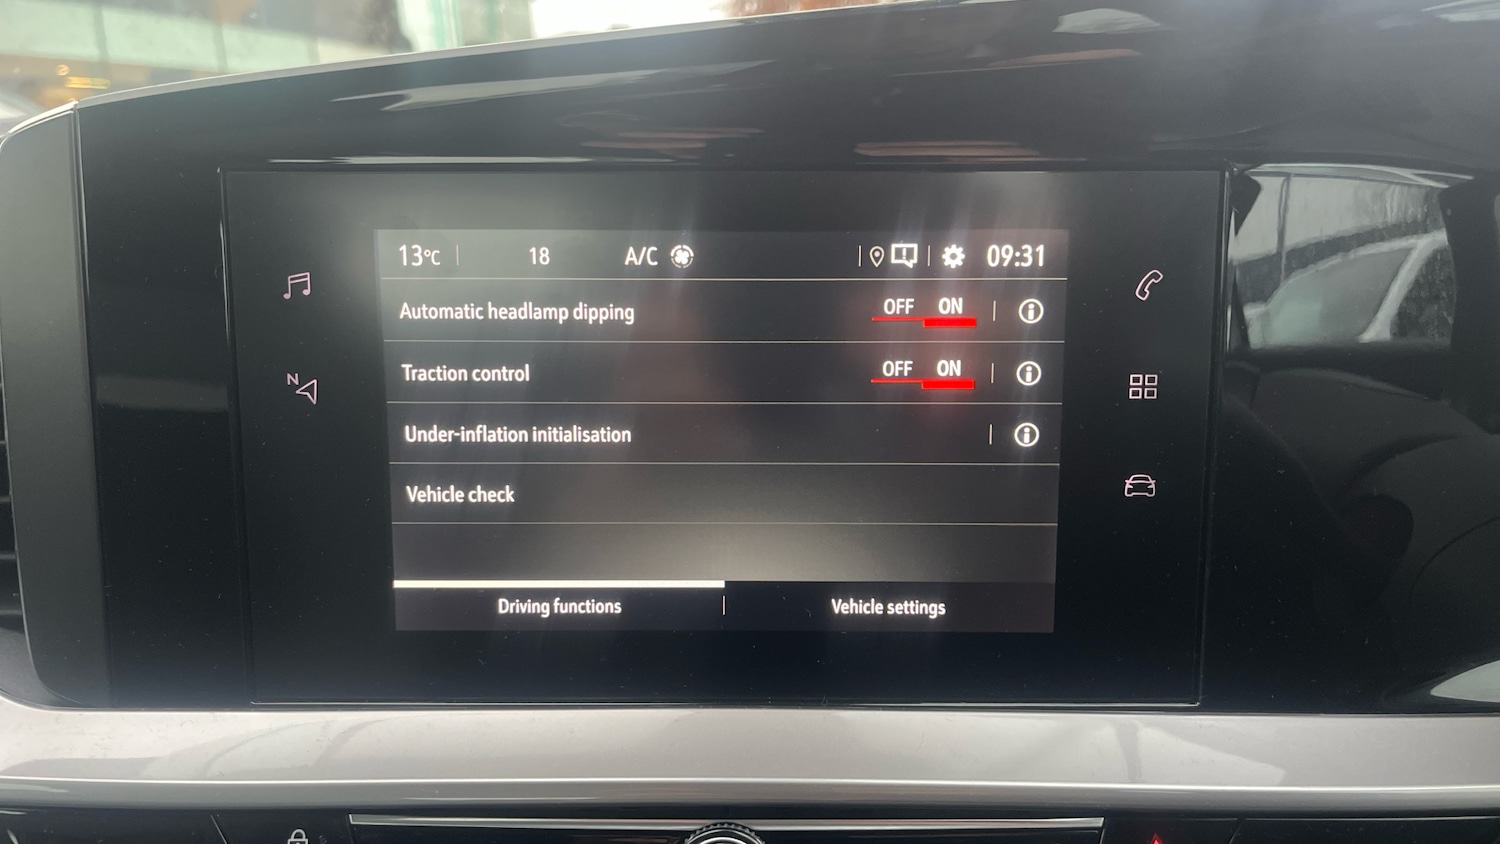 13°C 18 A/C 09:31
Automatic headlamp dipping OFF ON
N
Traction control OFF ON
Under-inflation initialisation
Vehicle check
Driving functions Vehicle settings